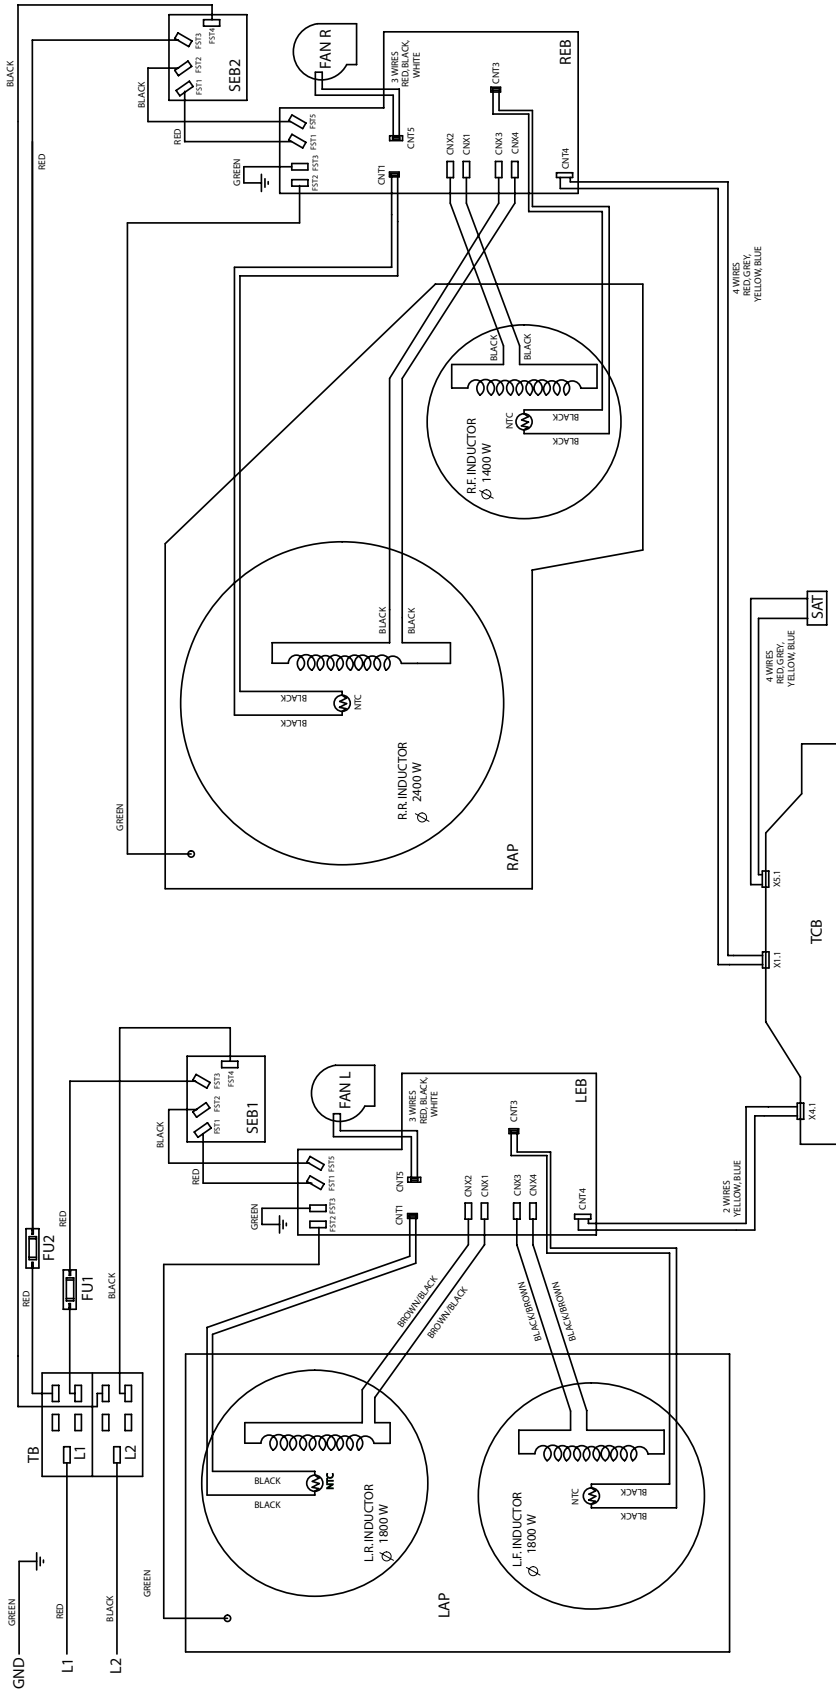 BLACK
RED
BLACK
RED
FST3
FST4
FST2
FST1
SEB2
FAN R
3 WIRES
RED, BLACK,
WHITE
REB
CNT3
FST5
FST1
FST3
FST2
GREEN
CNT5
CNT1
CNX2
CNX1
CNX3
CNX4
CNT4
4 WIRES
RED, GREY,
YELLOW, BLUE
BLACK
BLACK
NTC
BLACK
BLACK
R.F. INDUCTOR
Ø 1400 W
BLACK
BLACK
BLACK
BLACK
NTC
R.R. INDUCTOR
Ø 2400 W
GREEN
RAP
SAT
4 WIRES
RED, GREY,
YELLOW, BLUE
X5.1
X1.1
TCB
X4.1
2 WIRES
YELLOW, BLUE
FST3
FST4
FST2
FST1
SEB1
BLACK
RED
FAN L
3 WIRES
RED, BLACK,
WHITE
LEB
CNT3
FST5
FST1
FST3
FST2
GREEN
CNT5
CNT1
CNX2
CNX1
CNX3
CNX4
CNT4
RED
BLACK
RED
FU2
FU1
BROWN/BLACK
BROWN/BLACK
BLACK/BROWN
BLACK/BROWN
TB
L1
L2
BLACK
BLACK
NTC
L.R. INDUCTOR
Ø 1800 W
NTC
BLACK
BLACK
L.F. INDUCTOR
Ø 1800 W
LAP
GREEN
GREEN
GND
RED
L1
BLACK
L2